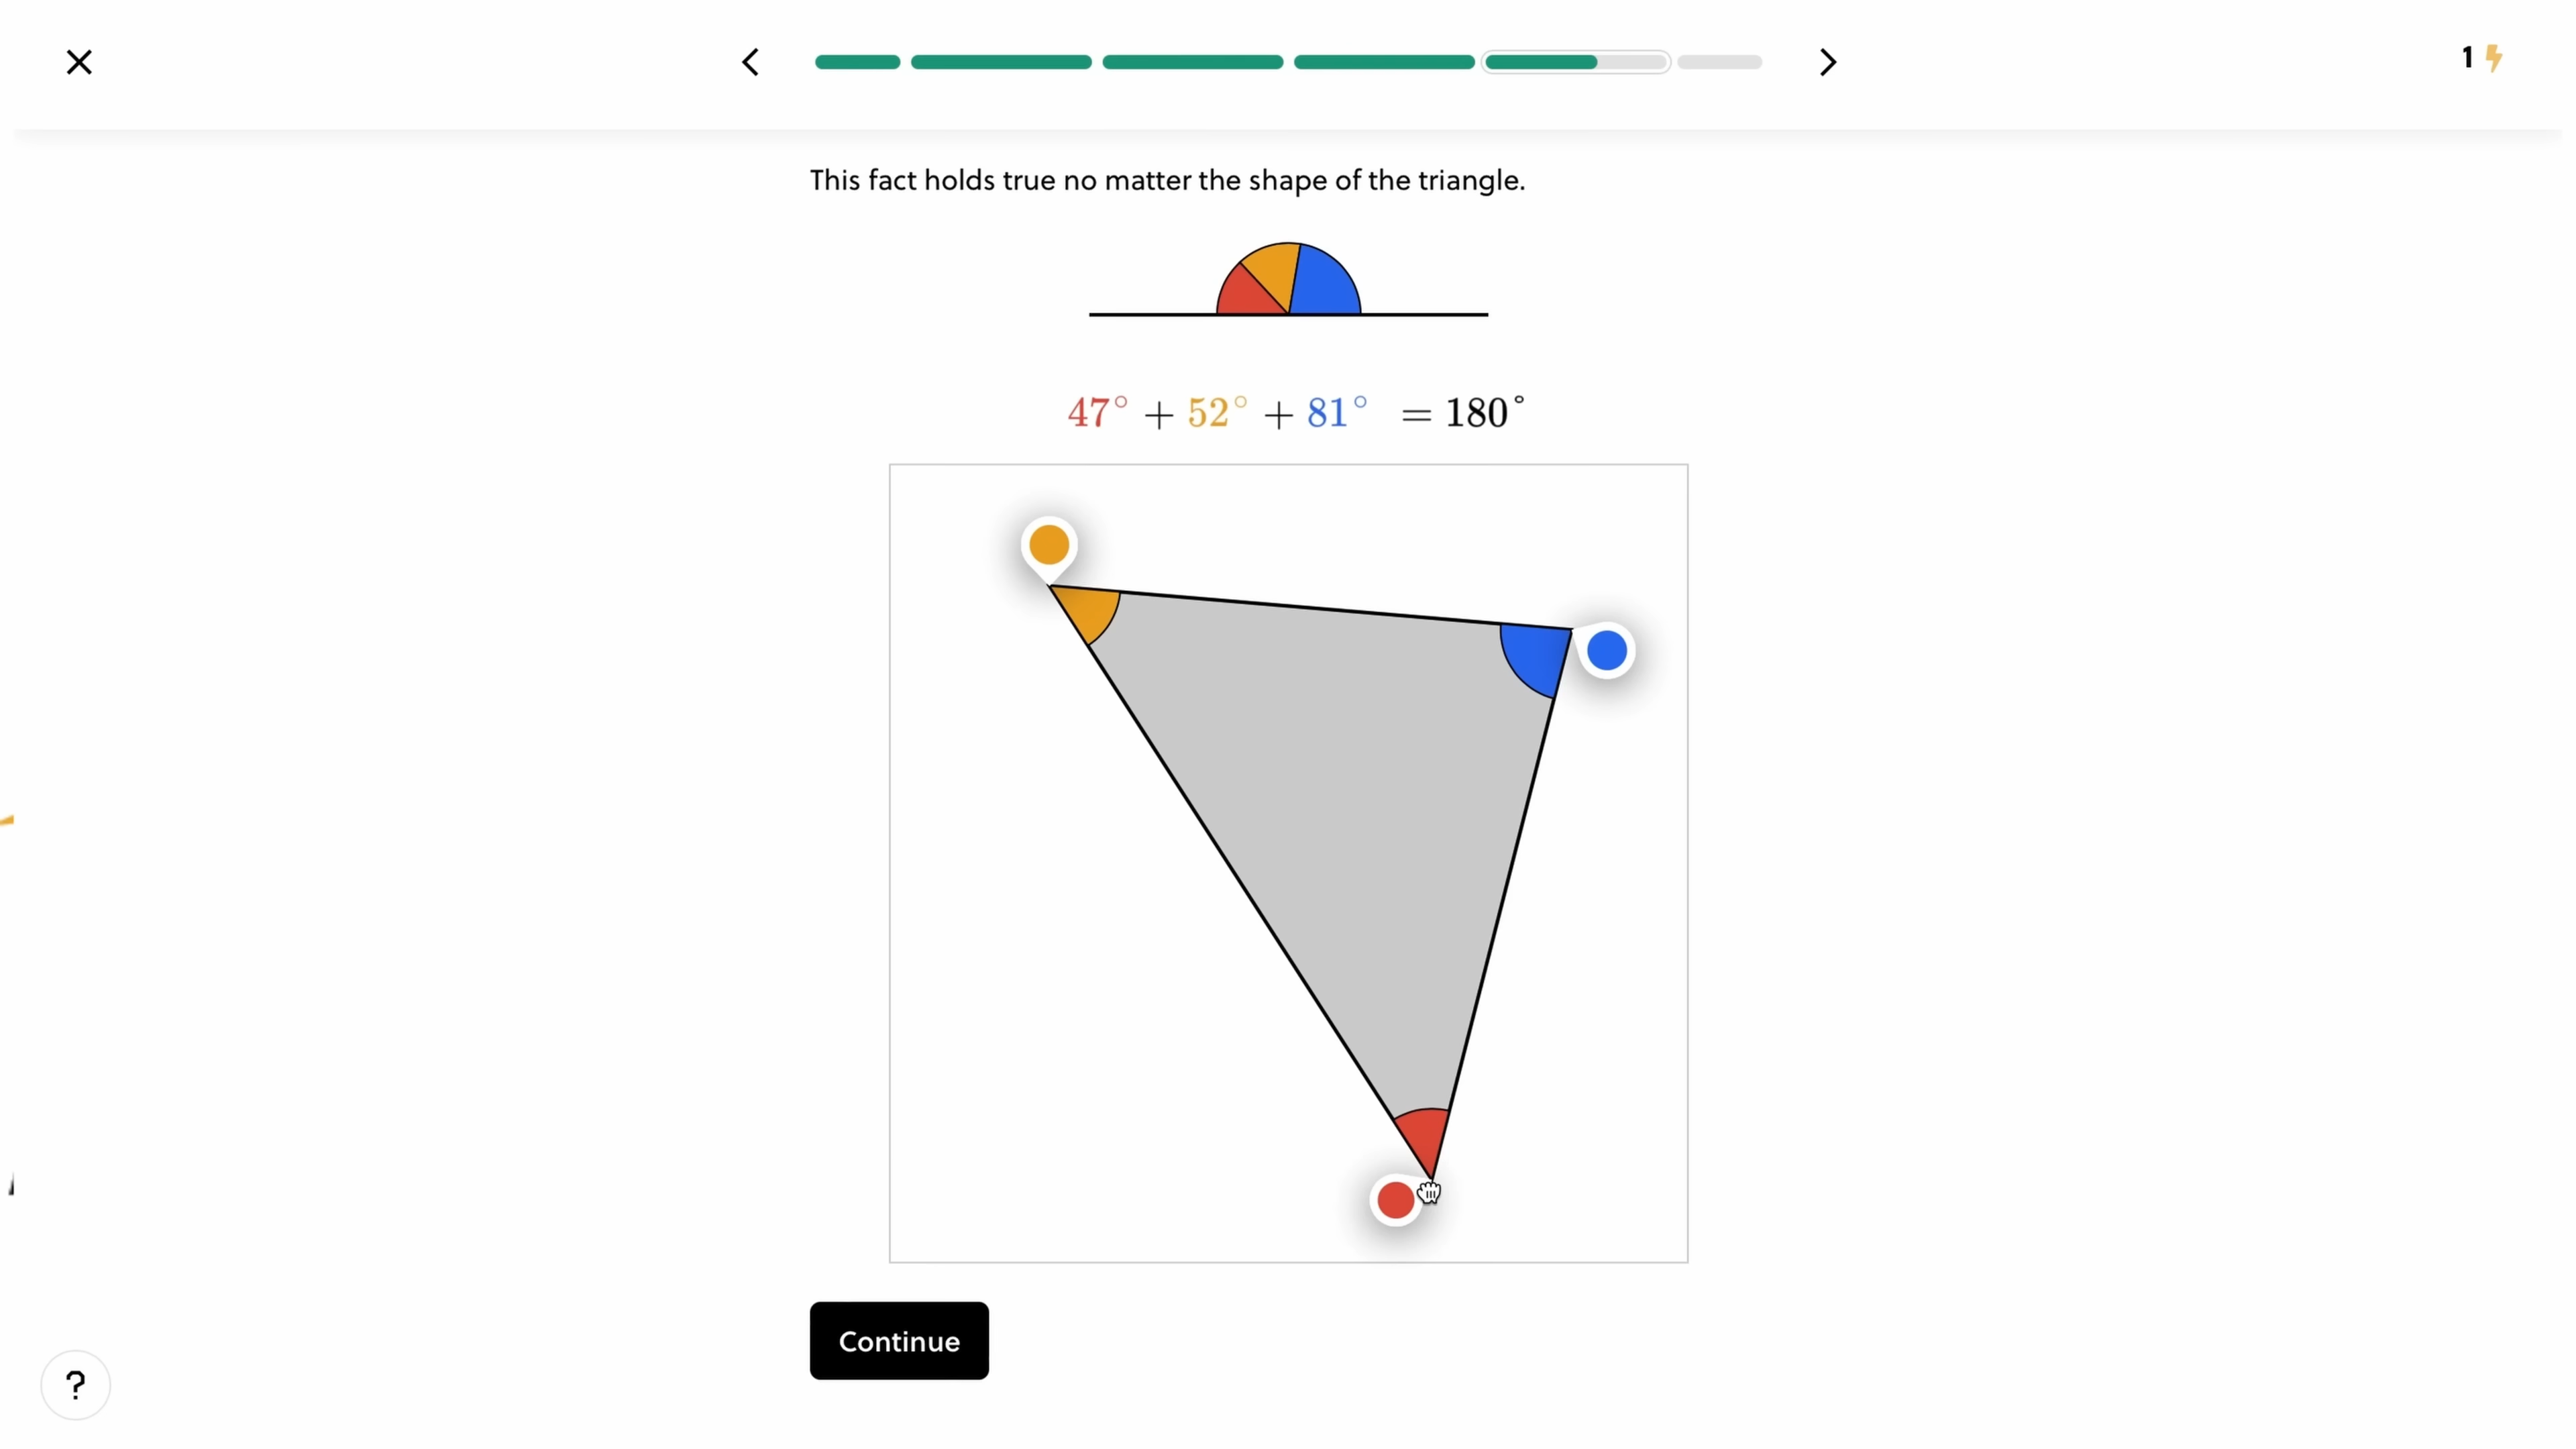 1
This fact holds true no matter the shape of the triangle.
47° + 52° + 81° = 180°
Continue
?